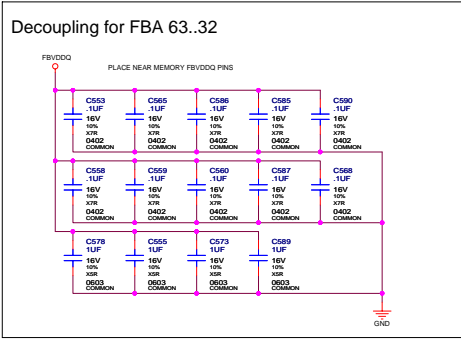 Decoupling for FBA 63..32
FBVDDQ
PLACE NEAR MEMORY FBVDDQ PINS
C553 C565 C586 C585 C590
.1UF .1UF .1UF .1UF .1UF
16V 16V 16V 16V 16V
10% 10% 10% 10% 10%
X7R X7R X7R X7R X7R
0402 0402 0402 0402 0402
COMMON COMMON COMMON COMMON COMMON
C558 C559 C560 C587 C568
.1UF .1UF .1UF .1UF .1UF
16V 16V 16V 16V 16V
10% 10% 10% 10% 10%
X7R X7R X7R X7R X7R
0402 0402 0402 0402 0402
COMMON COMMON COMMON COMMON COMMON
C578 C555 C573 C589
1UF 1UF 1UF 1UF
16V 16V 16V 16V
10% 10% 10% 10%
X5R X5R X5R X5R
0603 0603 0603 0603
COMMON COMMON COMMON COMMON
GND